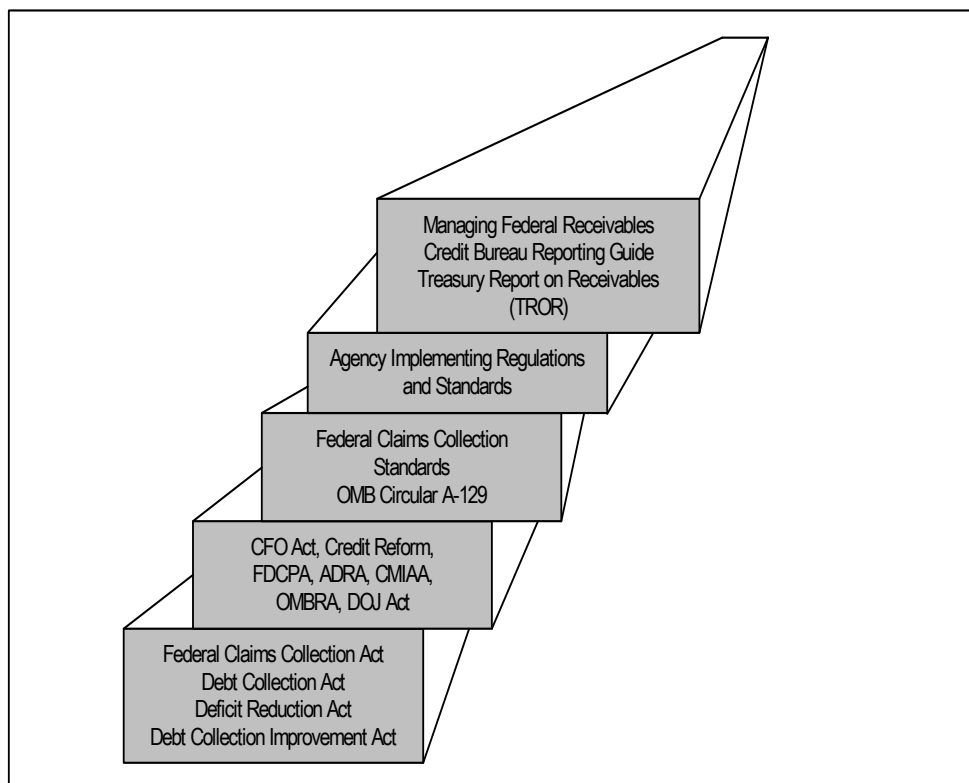 Managing Federal Receivables
Credit Bureau Reporting Guide
Treasury Report on Receivables
(TROR)
Agency Implementing Regulations
and Standards
Federal Claims Collection
Standards
OMB Circular A-129
CFO Act, Credit Reform,
FDCPA, ADRA, CMIAA,
OMBRA, DOJ Act
Federal Claims Collection Act
Debt Collection Act
Deficit Reduction Act
Debt Collection Improvement Act